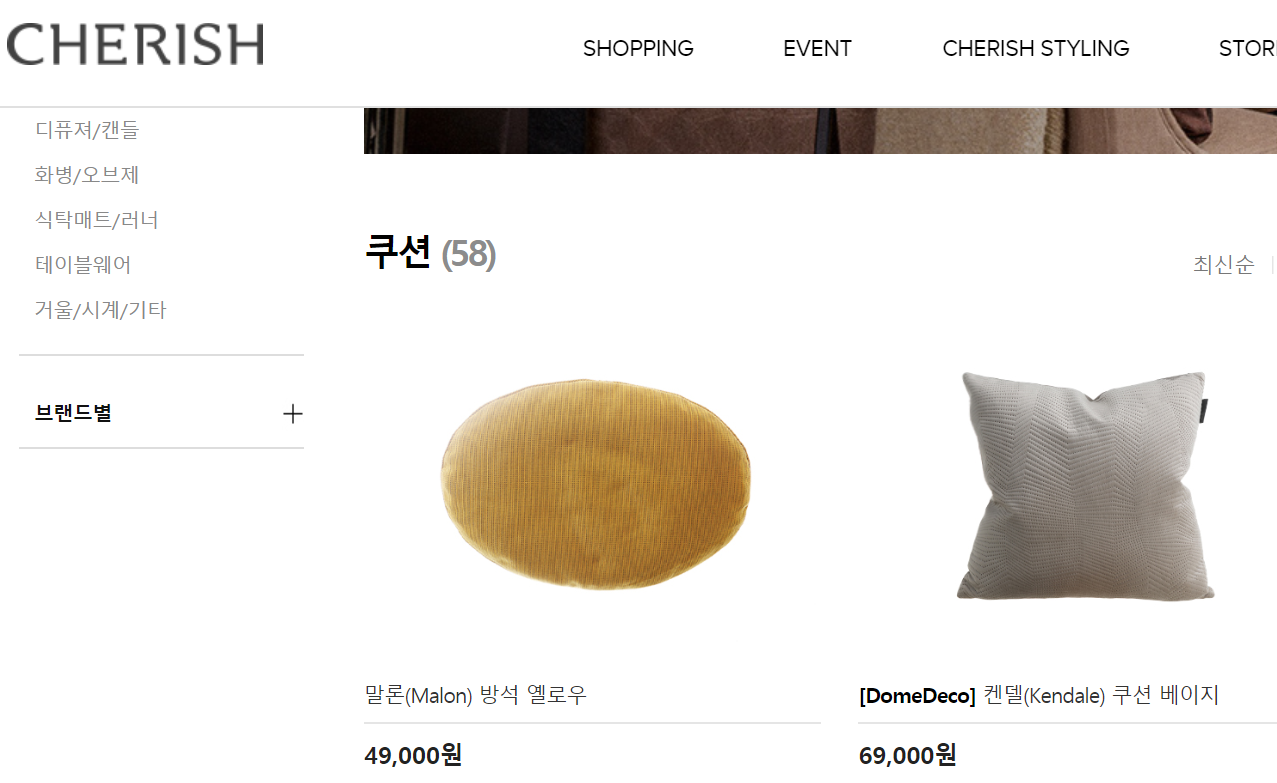 CHERISH
SHOPPING EVENT CHERISH STYLING STOR
디퓨져/캔들
화병/오브제
식탁매트/러너
테이블웨어
거울/시계/기타
브랜드별 +
쿠션 (58)
최신순
말론(Malon) 방석 옐로우
49,000원
[DomeDeco] 켄델(Kendale) 쿠션 베이지
69,000원